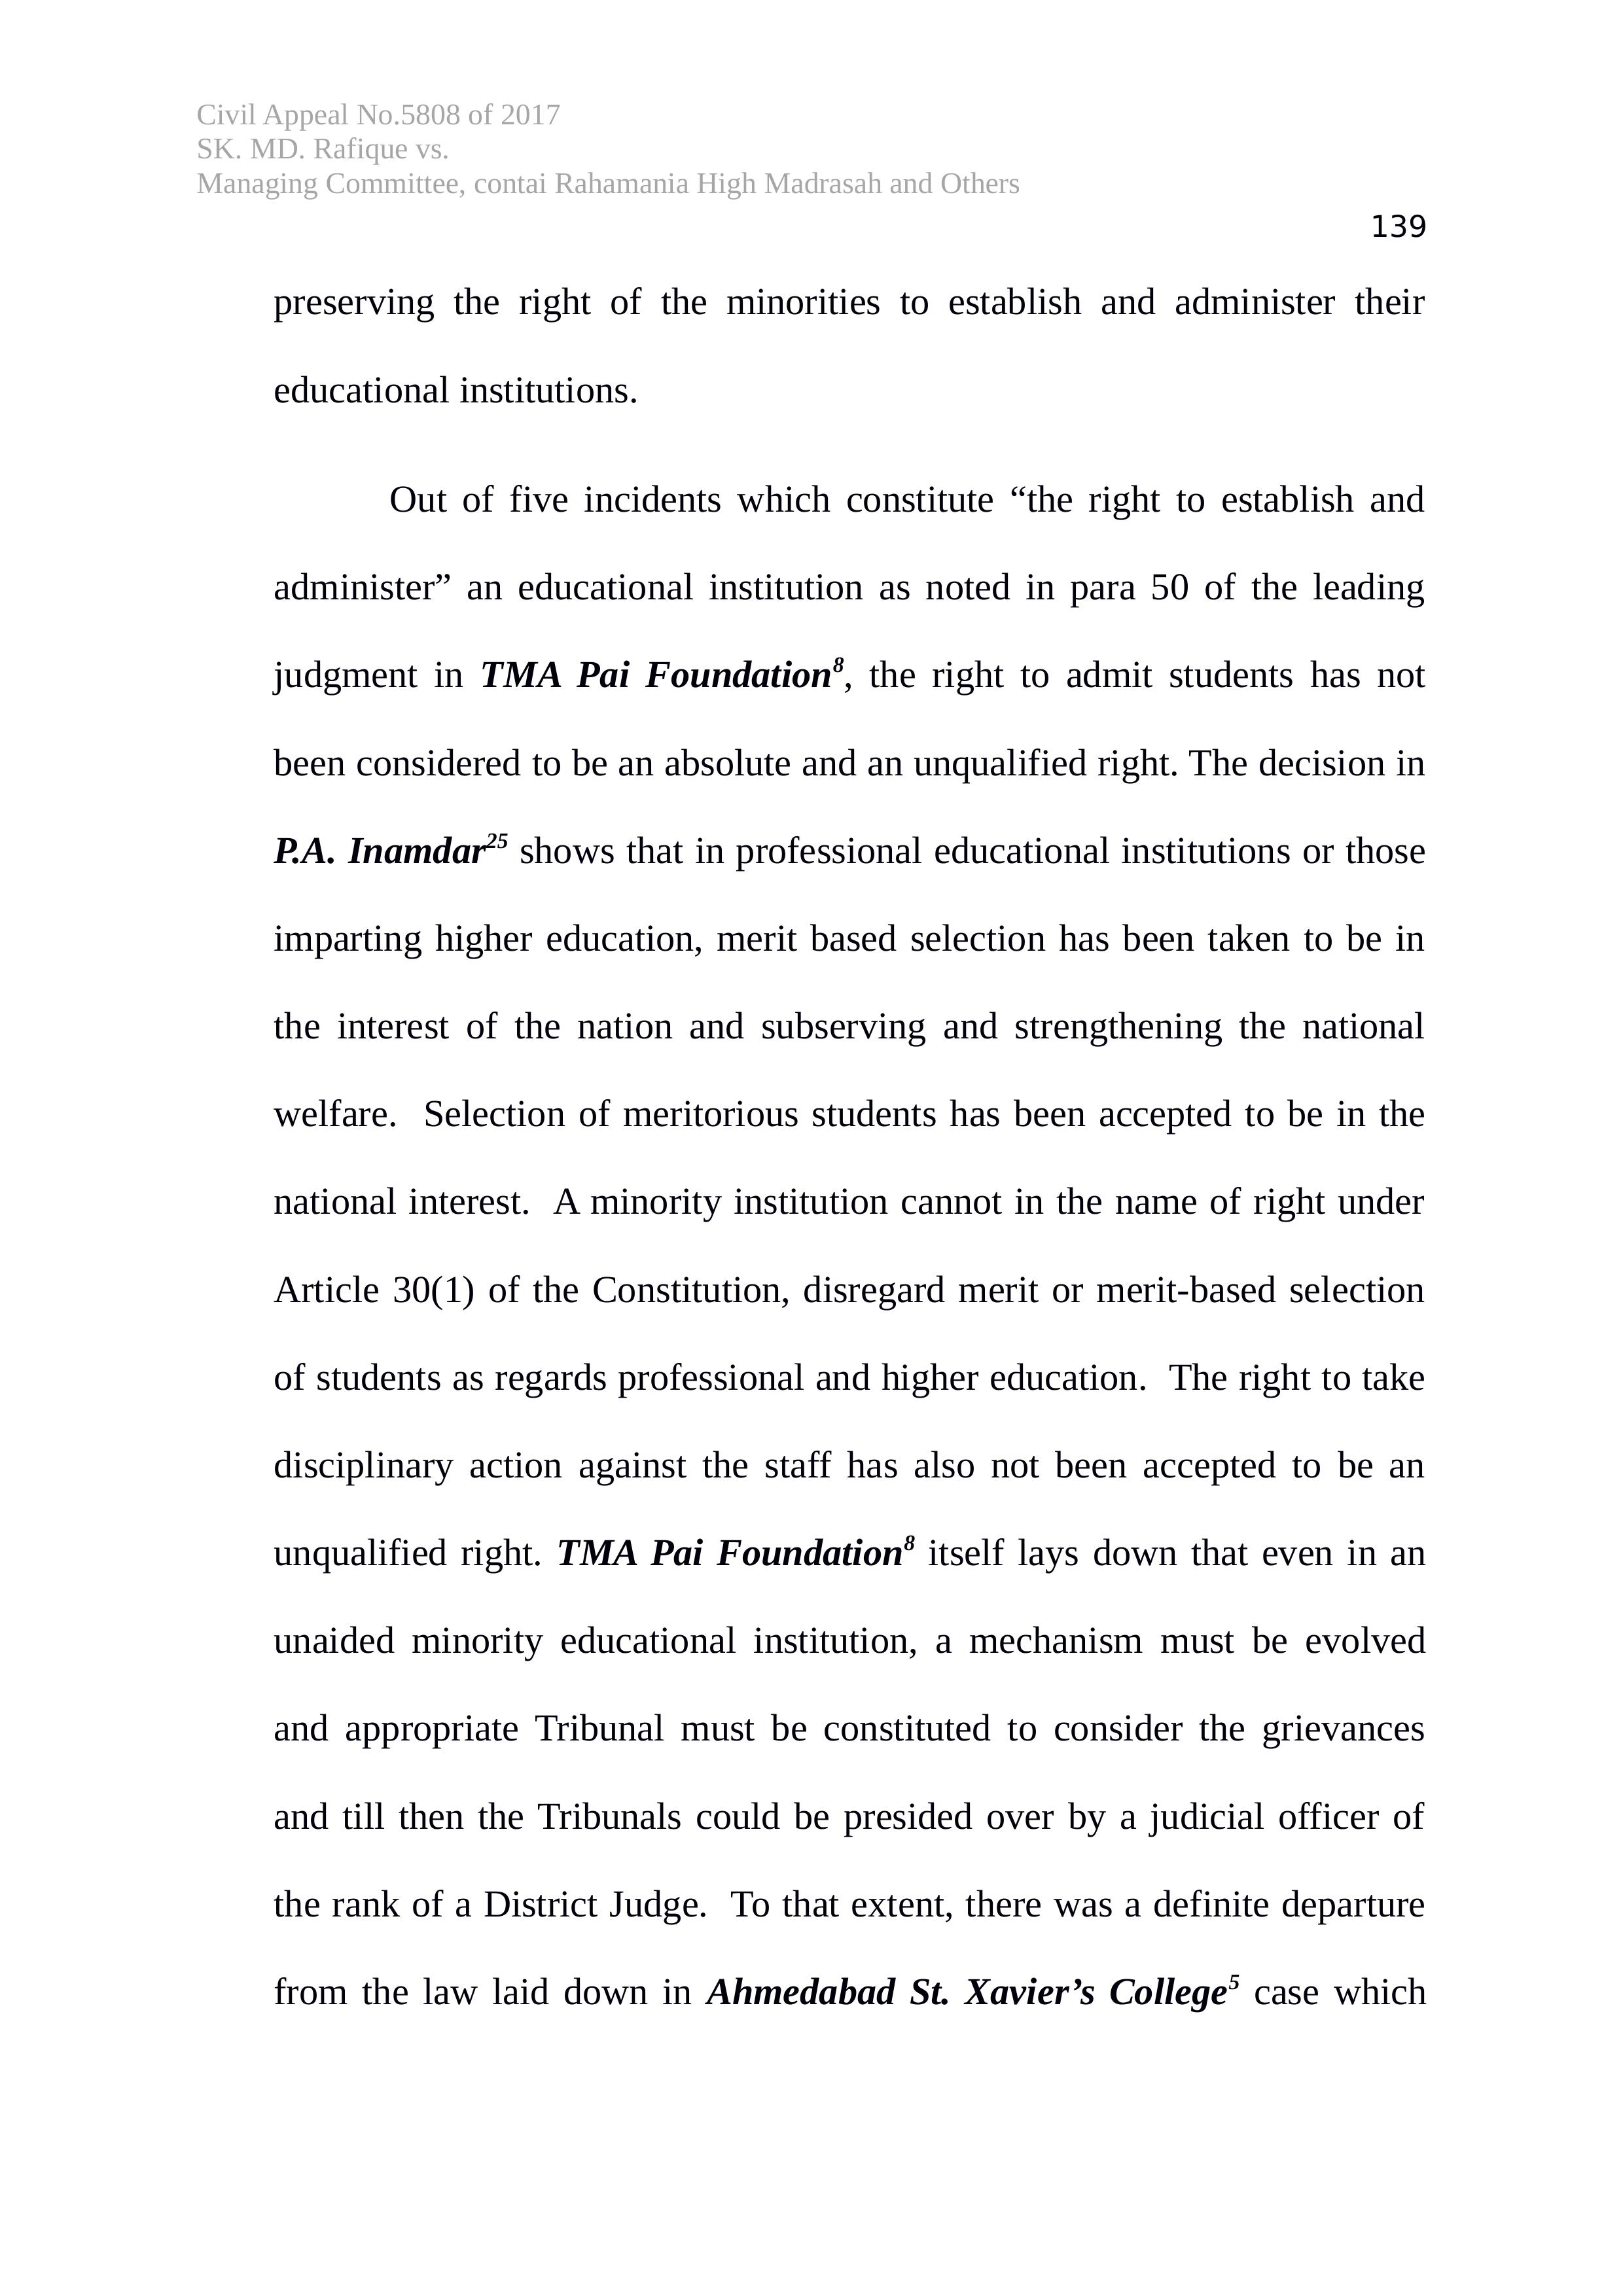 Civil Appeal No.5808 of 2017
SK. MD. Rafique vs.
Managing Committee, contai Rahamania High Madrasah and Others
139
preserving the right of the minorities to establish and administer their
educational institutions.
Out of five incidents which constitute “the right to establish and
administer” an educational institution as noted in para 50 of the leading
judgment in TMA Pai Foundation8, the right to admit students has not
been considered to be an absolute and an unqualified right. The decision in
P.A. Inamdar25 shows that in professional educational institutions or those
imparting higher education, merit based selection has been taken to be in
the interest of the nation and subserving and strengthening the national
welfare.  Selection of meritorious students has been accepted to be in the
national interest.  A minority institution cannot in the name of right under
Article 30(1) of the Constitution, disregard merit or merit-based selection
of students as regards professional and higher education.  The right to take
disciplinary action against the staff has also not been accepted to be an
unqualified right. TMA Pai Foundation8 itself lays down that even in an
unaided minority educational institution, a mechanism must be evolved
and appropriate Tribunal must be constituted to consider the grievances
and till then the Tribunals could be presided over by a judicial officer of
the rank of a District Judge.  To that extent, there was a definite departure
from the law laid down in Ahmedabad St. Xavier’s College5 case which